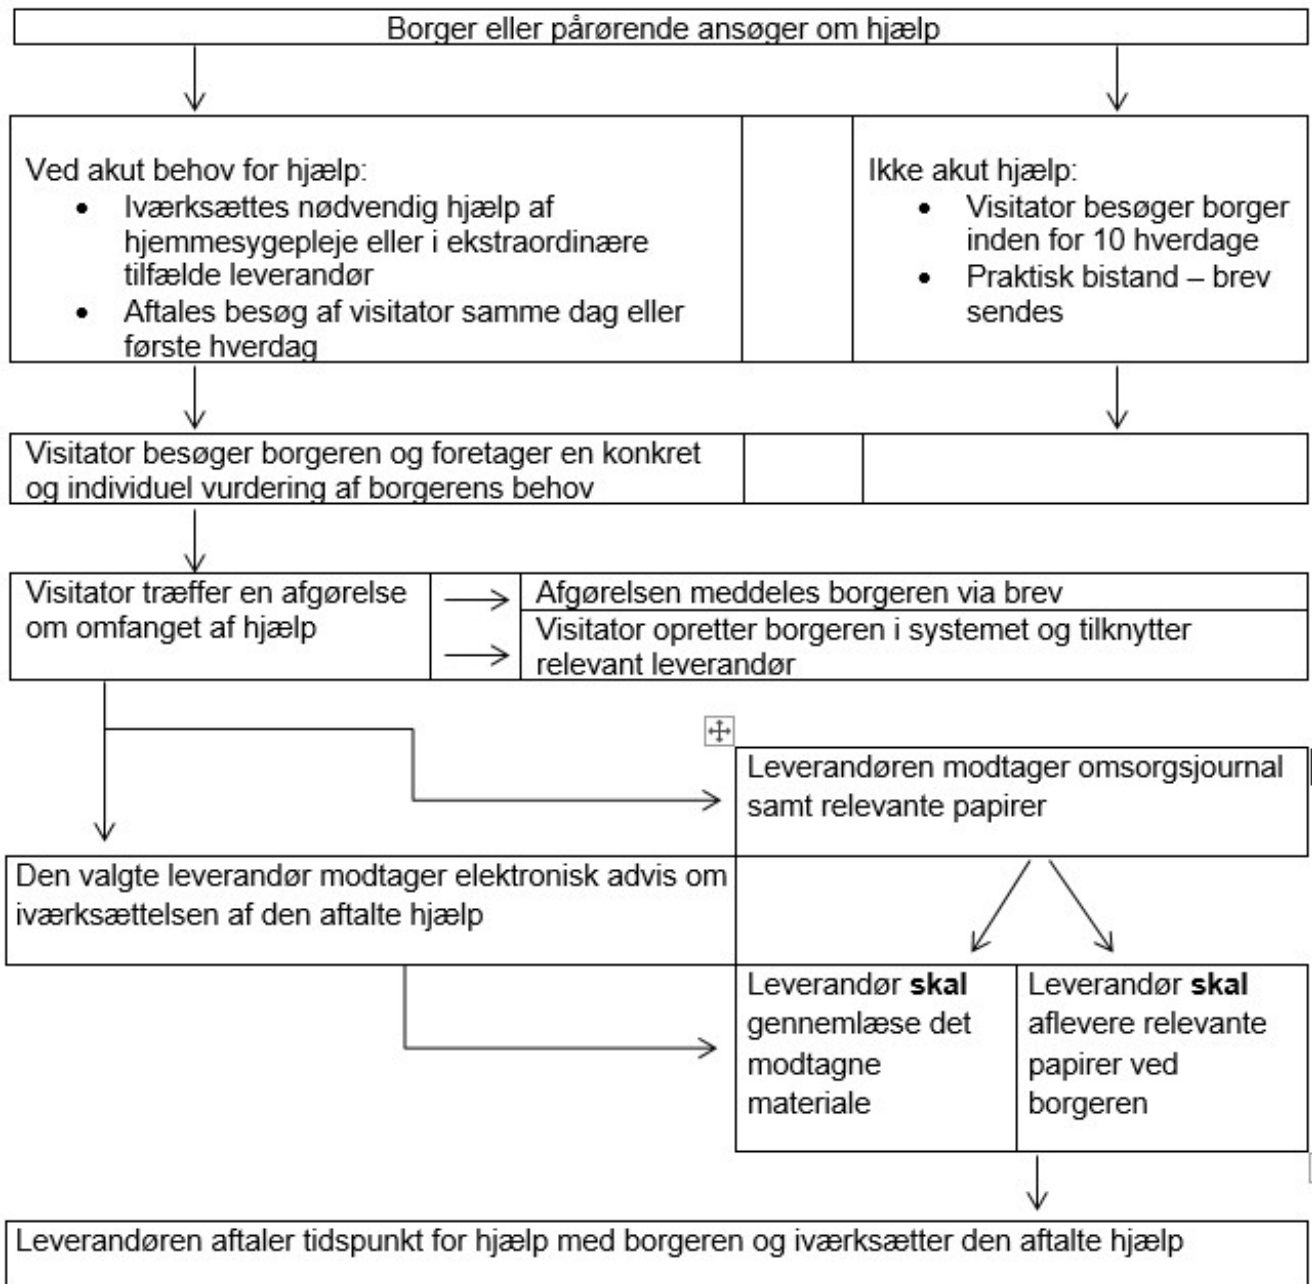 Borger eller pårørende ansøger om hjælp
Ved akut behov for hjælp:
• Iværksættes nødvendig hjælp af
hjemmesygepleje eller i ekstraordinære
tilfælde leverandør
• Aftales besøg af visitator samme dag eller
første hverdag
Ikke akut hjælp:
• Visitator besøger borger
inden for 10 hverdage
• Praktisk bistand – brev
sendes
Visitator besøger borgeren og foretager en konkret
og individuel vurdering af borgerens behov
Visitator træffer en afgørelse
om omfanget af hjælp
Afgørelsen meddeles borgeren via brev
Visitator opretter borgeren i systemet og tilknytter
relevant leverandør
Leverandøren modtager omsorgsjournal
samt relevante papirer
Den valgte leverandør modtager elektronisk advis om
iværksættelsen af den aftalte hjælp
Leverandør skal
gennemlæse det
modtagne
materiale
Leverandør skal
aflevere relevante
papirer ved
borgeren
Leverandøren aftaler tidspunkt for hjælp med borgeren og iværksætter den aftalte hjælp